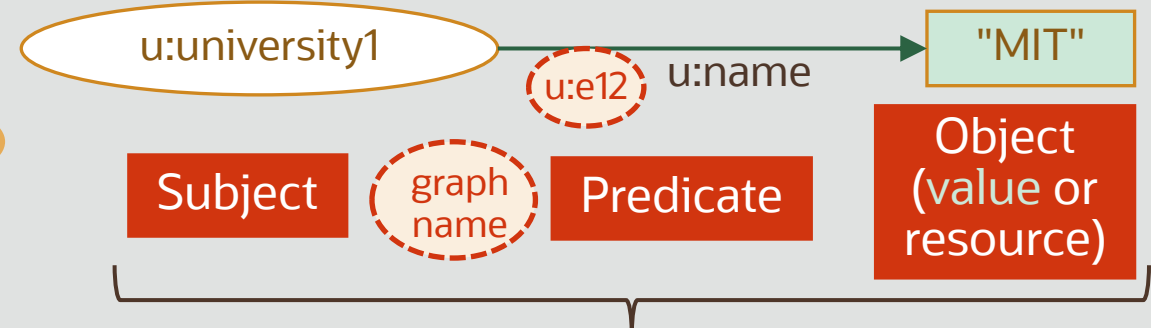 u:university1
"MIT"
u:e12
u:name
Subject
graph
name
Predicate
Object
(value or
resource)